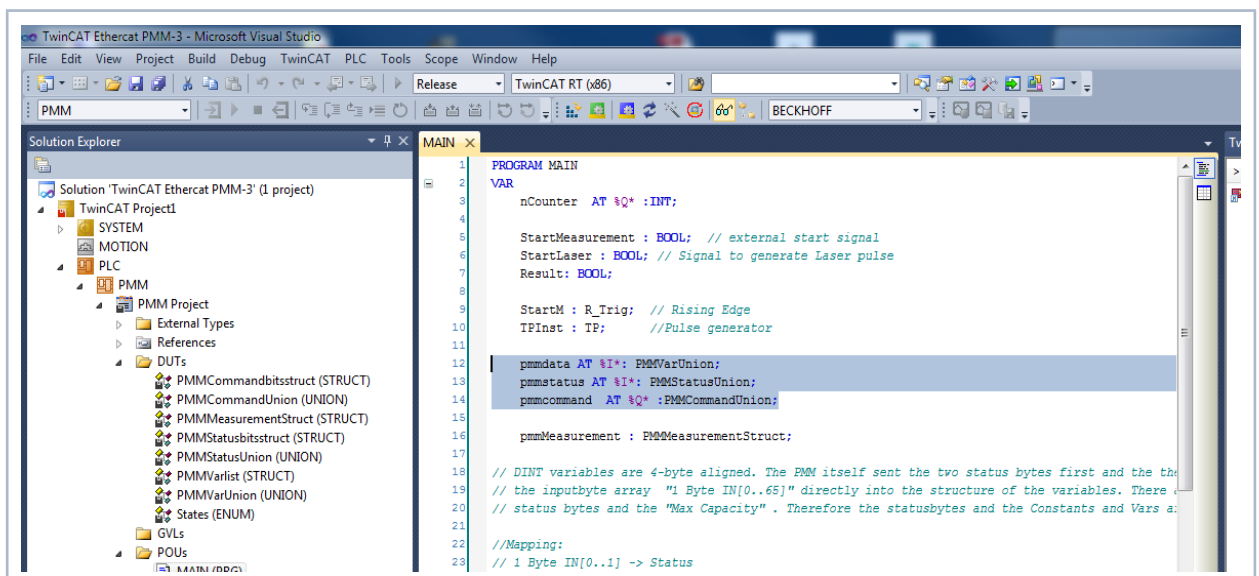 TwinCAT Ethercat PMM-3 - Microsoft Visual Studio
File Edit View Project Build Debug TwinCAT PLC Tools Scope Window Help
Release TwinCAT RT (x86)
PMM BECKHOFF
Solution Explorer
MAIN
Solution 'TwinCAT Ethercat PMM-3' (1 project)
TwinCAT Project1
SYSTEM
MOTION
PLC
PMM
PMM Project
External Types
References
DUTs
PMMCommandbitsstruct (STRUCT)
PMMCommandUnion (UNION)
PMMMeasurementStruct (STRUCT)
PMMStatusbitsstruct (STRUCT)
PMMStatusUnion (UNION)
PMMVarlist (STRUCT)
PMMVarUnion (UNION)
States (ENUM)
GVLs
POUs
MAIN (PRG)
1 PROGRAM MAIN
2 VAR
3 nCounter AT %Q* :INT;
4
5 StartMeasurement : BOOL; // external start signal
6 StartLaser : BOOL; // Signal to generate Laser pulse
7 Result: BOOL;
8
9 StartM : R_Trig; // Rising Edge
10 TPInst : TP; //Pulse generator
11
12 pmmdata AT %I*: PMMVarUnion;
13 pmmstatus AT %I*: PMMStatusUnion;
14 pmmcommand AT %Q* :PMMCommandUnion;
15
16 pmmMeasurement : PMMMeasurementStruct;
17
18 // DINT variables are 4-byte aligned. The PMM itself sent the two status bytes first and the
19 // the inputbyte array "1 Byte IN[0..65]" directly into the structure of the variables. There
20 // status bytes and the "Max Capacity" . Therefore the statusbytes and the Constants and Vars
21
22 //Mapping:
23 // 1 Byte IN[0..1] -> Status